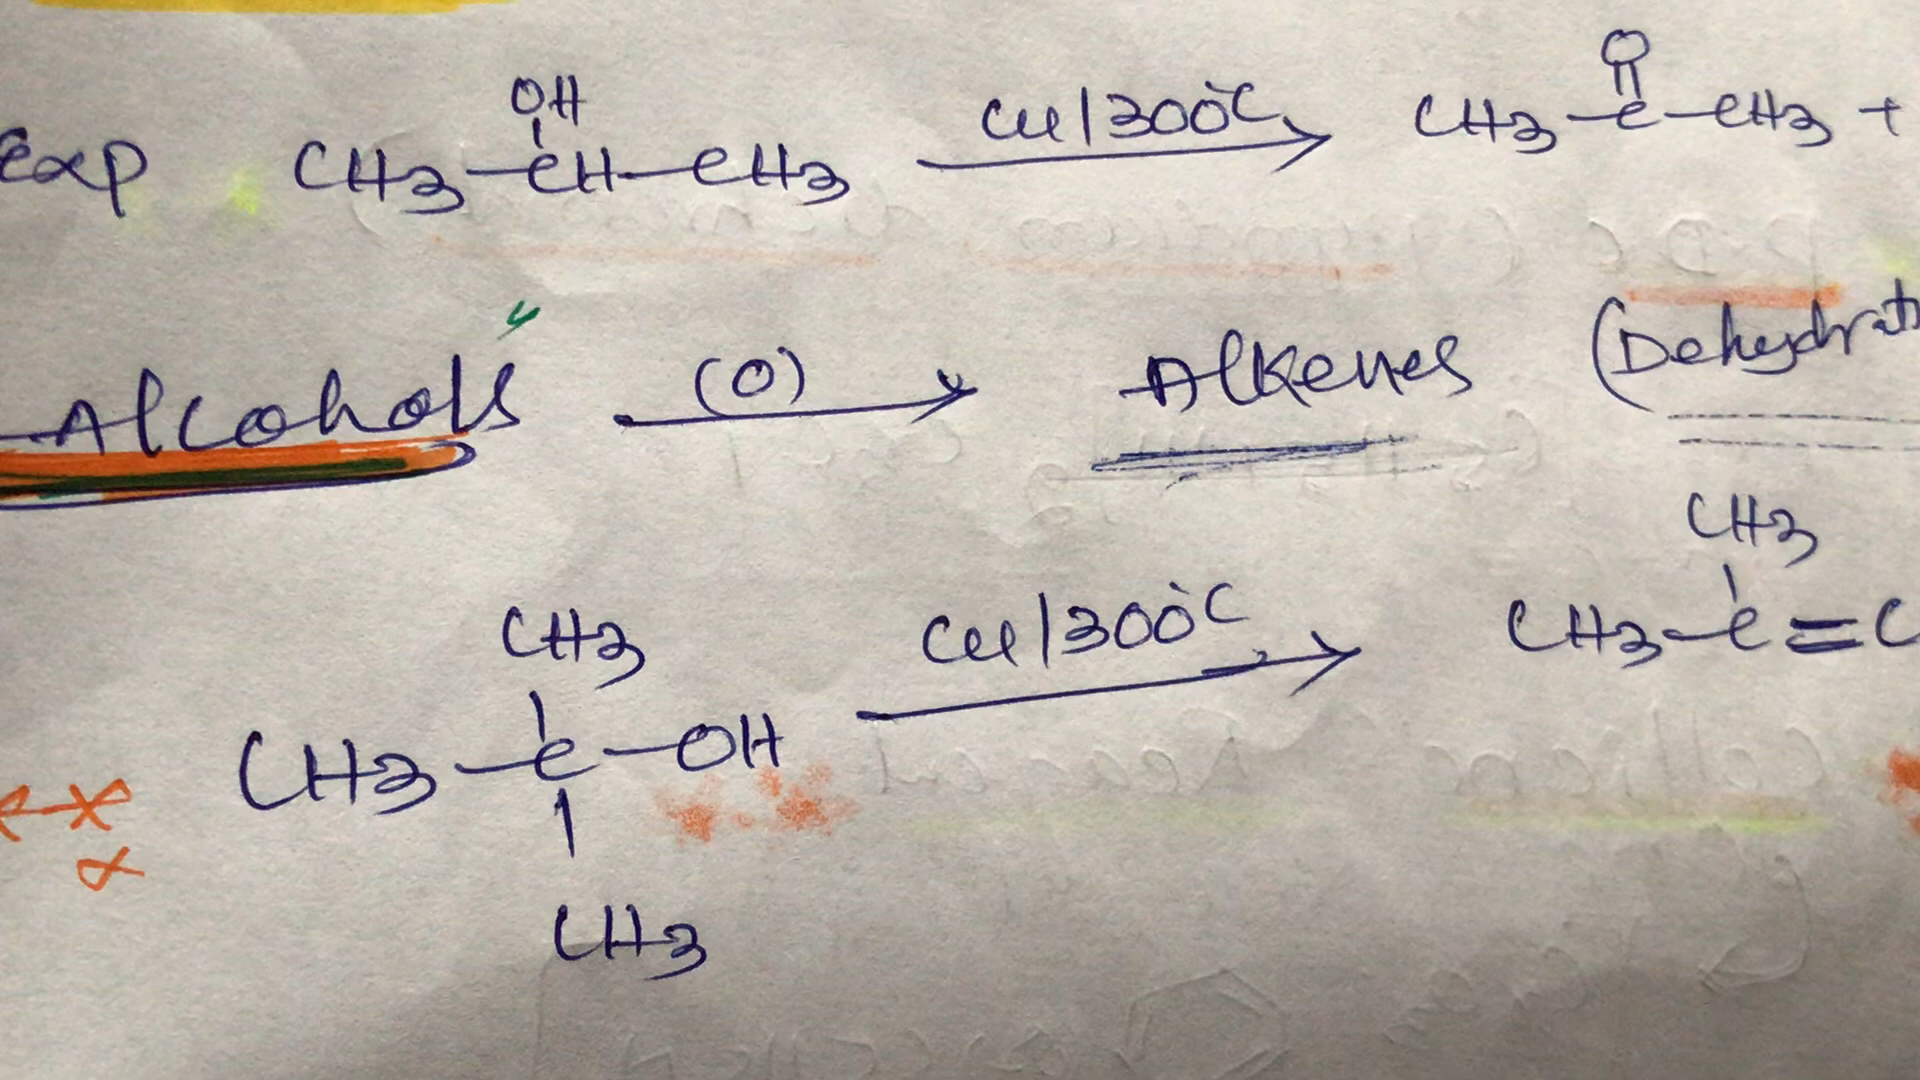 OH
Exp CH3-CH-CH3 Cu/300°C → CH3-C-CH3 +
O
Alcohols (O) → Alkenes (Dehydrat
CH3
CH3 Cu/300°C → CH3-C=C
CH3-C-OH
CH3